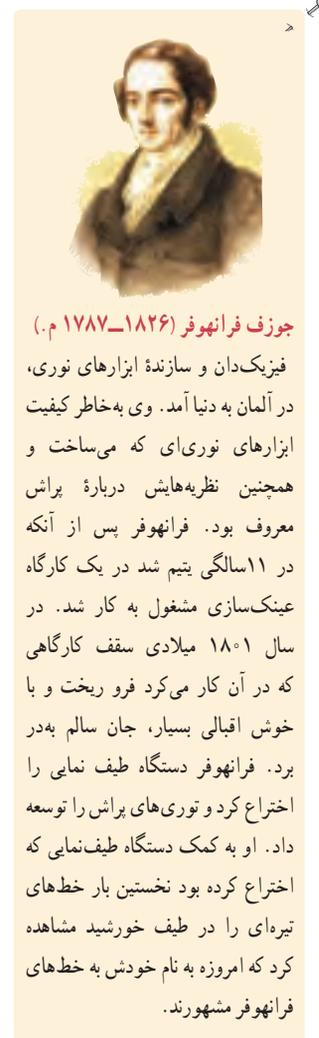 جوزف فرانهوفر (۱۸۲۶ــ۱۷۸۷ م.)
فیزیک‌دان و سازندهٔ ابزارهای نوری،
در آلمان به دنیا آمد. وی به‌خاطر کیفیت
ابزارهای نوری‌ای که می‌ساخت و
همچنین نظریه‌هایش دربارهٔ پراش
معروف بود. فرانهوفر پس از آنکه
در ۱۱سالگی یتیم شد در یک کارگاه
عینک‌سازی مشغول به کار شد. در
سال ۱۸۰۱ میلادی سقف کارگاهی
که در آن کار می‌کرد فرو ریخت و با
خوش اقبالی بسیار، جان سالم به‌در
برد. فرانهوفر دستگاه طیف نمایی را
اختراع کرد و توری‌های پراش را توسعه
داد. او به کمک دستگاه طیف‌نمایی که
اختراع کرده بود نخستین بار خط‌های
تیره‌ای را در طیف خورشید مشاهده
کرد که امروزه به نام خودش به خط‌های
فرانهوفر مشهورند.